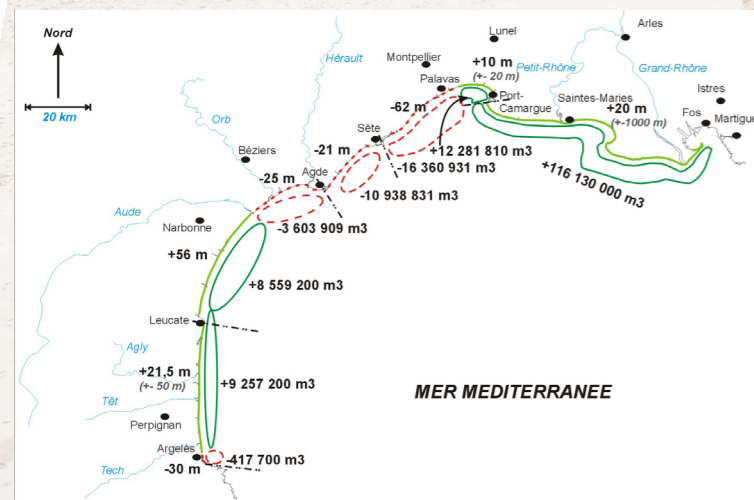 Nord
20 km
Lunel
Arles
Montpellier
+10 m
(+- 20 m)
Petit-Rhône
Grand-Rhône
Hérault
Palavas
Port-
Camargue
Saintes-Maries
+20 m
(+-1000 m)
Istres
Fos
Martigue
-62 m
Orb
Sète
+12 281 810 m3
-16 360 931 m3
+116 130 000 m3
Béziers
-21 m
Agde
-25 m
-10 938 831 m3
Aude
Narbonne
-3 603 909 m3
+56 m
+8 559 200 m3
Leucate
Agly
+21,5 m
(+- 50 m)
+9 257 200 m3
MER MEDITERRANEE
Têt
Perpignan
Argelès
-417 700 m3
-30 m
Tech